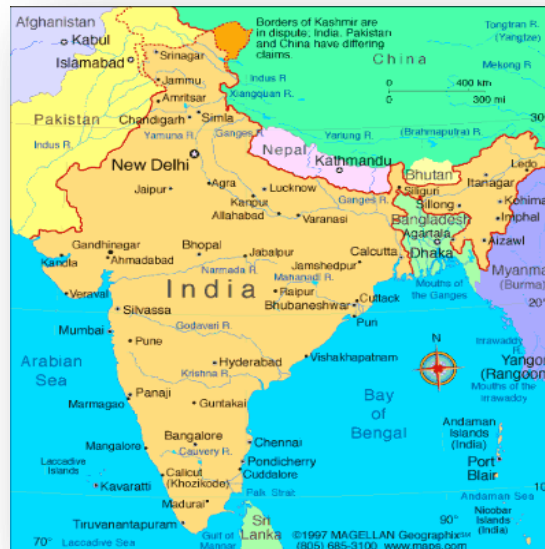 Afghanistan
Kabul
Islamabad
Borders of Kashmir are
in dispute; India, Pakistan
and China have differing
claims.
Tongtran R.
(Yangtze)
China
Mekong R.
Srinagar
Indus R
Xiangquan R.
0 400 km
0 300 mi
Jammu
Amritsar
Chandigarh
Simla
Pakistan
Indus R.
Yamuna R.
Ganges R.
Yarlung R.
(Brahmaputra) R.
30
Nepal
Kathmandu
New Delhi
Bhutan
Ledo
Itanagar
Siliguri
Jaipur
Agra
Lucknow
Kanpur
Ganges R.
Sillong
Kohima
Allahabad
Varanasi
Bangladesh
Imphal
Agartala
Dhaka
Aizawl
Gandhinagar
Kandla
Ahmadabad
Bhopal
Jabalpur
Jamshedpur
Calcutta
Narmada R.
Mahanadi R.
Mouths of
the Ganges
Myanma
(Burma)
India
Raipur
Cuttack
Bhubaneshwar
Puri
Veraval
Silvassa
Mumbai
Godavari R.
Pune
Arabian
Sea
Hyderabad
Vishakhapatnam
Krishna R.
N
Irrawaddy
R.
Yangon
(Rangoon)
Mouths of the
Irrawaddy
Panaji
Marmagao
Guntakal
Bay
of
Bengal
Andaman
Islands
(India)
Bangalore
Mangalore
Chennai
Cauvery R.
Pondicherry
Port
Blair
Laccadive
Islands
Kavaratti
Calicut
(Khozikode)
Cuddalore
Palk Strait
Andaman Sea
10
Madurai
Tiruvanantapuram
Sri
Lanka
Nicobar
Islands
(India)
70°
Laccadive Sea
Gulf of
Mannar
90°
©1997 MAGELLAN Geographix℠
(805) 685-3100 www.maps.com